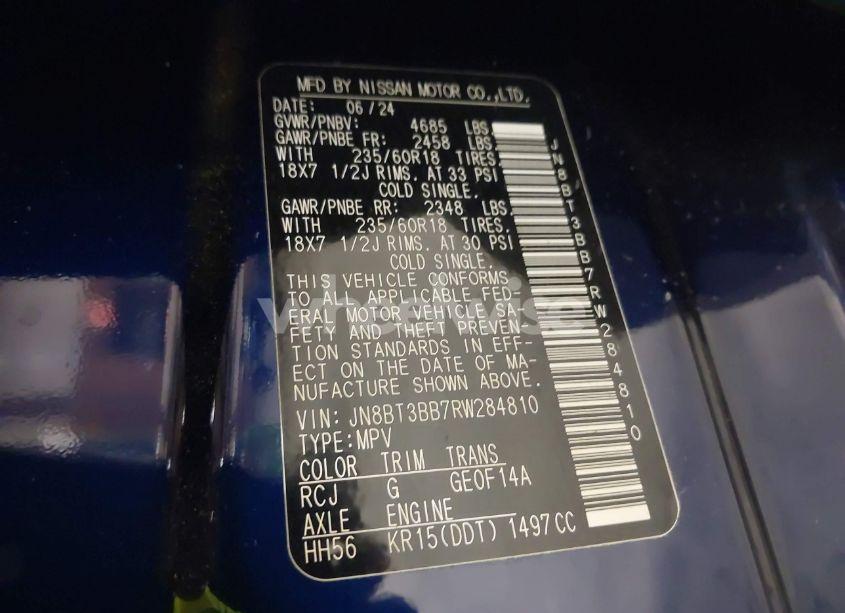 MFD BY NISSAN MOTOR CO.,LTD.
DATE: 06/24
GVWR/PNBV: 4685 LBS
GAWR/PNBE FR: 2458 LBS
WITH 235/60R18 TIRES
18X7 1/2J RIMS. AT 33 PSI
COLD SINGLE.
GAWR/PNBE RR: 2348 LBS.
WITH 235/60R18 TIRES.
18X7 1/2J RIMS. AT 30 PSI
COLD SINGLE.
THIS VEHICLE CONFORMS
TO ALL APPLICABLE FED-
ERAL MOTOR VEHICLE SA-
FETY AND THEFT PREVEN-
TION STANDARDS IN EFF-
ECT ON THE DATE OF MA-
NUFACTURE SHOWN ABOVE.
VIN: JN8BT3BB7RW284810
TYPE:MPV
COLOR TRIM TRANS
RCJ G GE0F14A
AXLE ENGINE
HH56 KR15(DDT) 1497CC
JN8BT3BB7RW284810